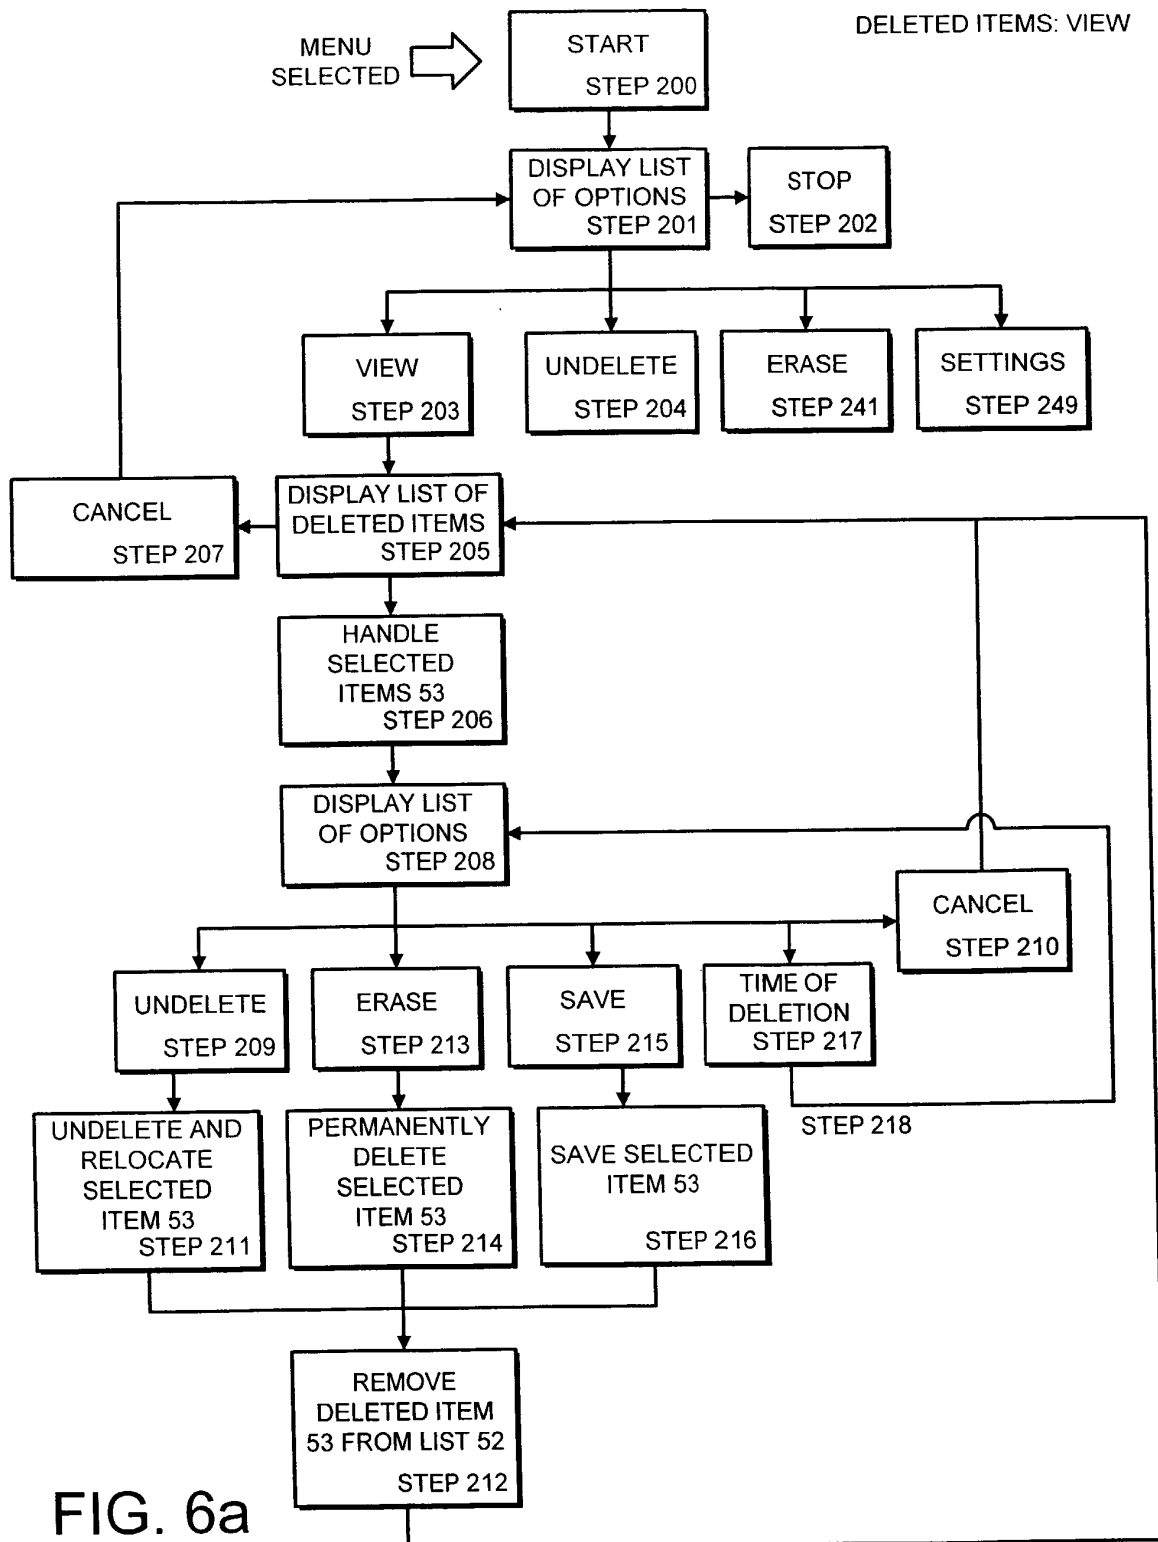 DELETED ITEMS: VIEW
MENU
SELECTED
START
STEP 200
DISPLAY LIST
OF OPTIONS
STEP 201
STOP
STEP 202
VIEW
STEP 203
UNDELETE
STEP 204
ERASE
STEP 241
SETTINGS
STEP 249
CANCEL
STEP 207
DISPLAY LIST OF
DELETED ITEMS
STEP 205
HANDLE
SELECTED
ITEMS 53
STEP 206
DISPLAY LIST
OF OPTIONS
STEP 208
CANCEL
STEP 210
UNDELETE
STEP 209
ERASE
STEP 213
SAVE
STEP 215
TIME OF
DELETION
STEP 217
STEP 218
UNDELETE AND
RELOCATE
SELECTED
ITEM 53
STEP 211
PERMANENTLY
DELETE
SELECTED
ITEM 53
STEP 214
SAVE SELECTED
ITEM 53
STEP 216
REMOVE
DELETED ITEM
53 FROM LIST 52
STEP 212
FIG. 6a